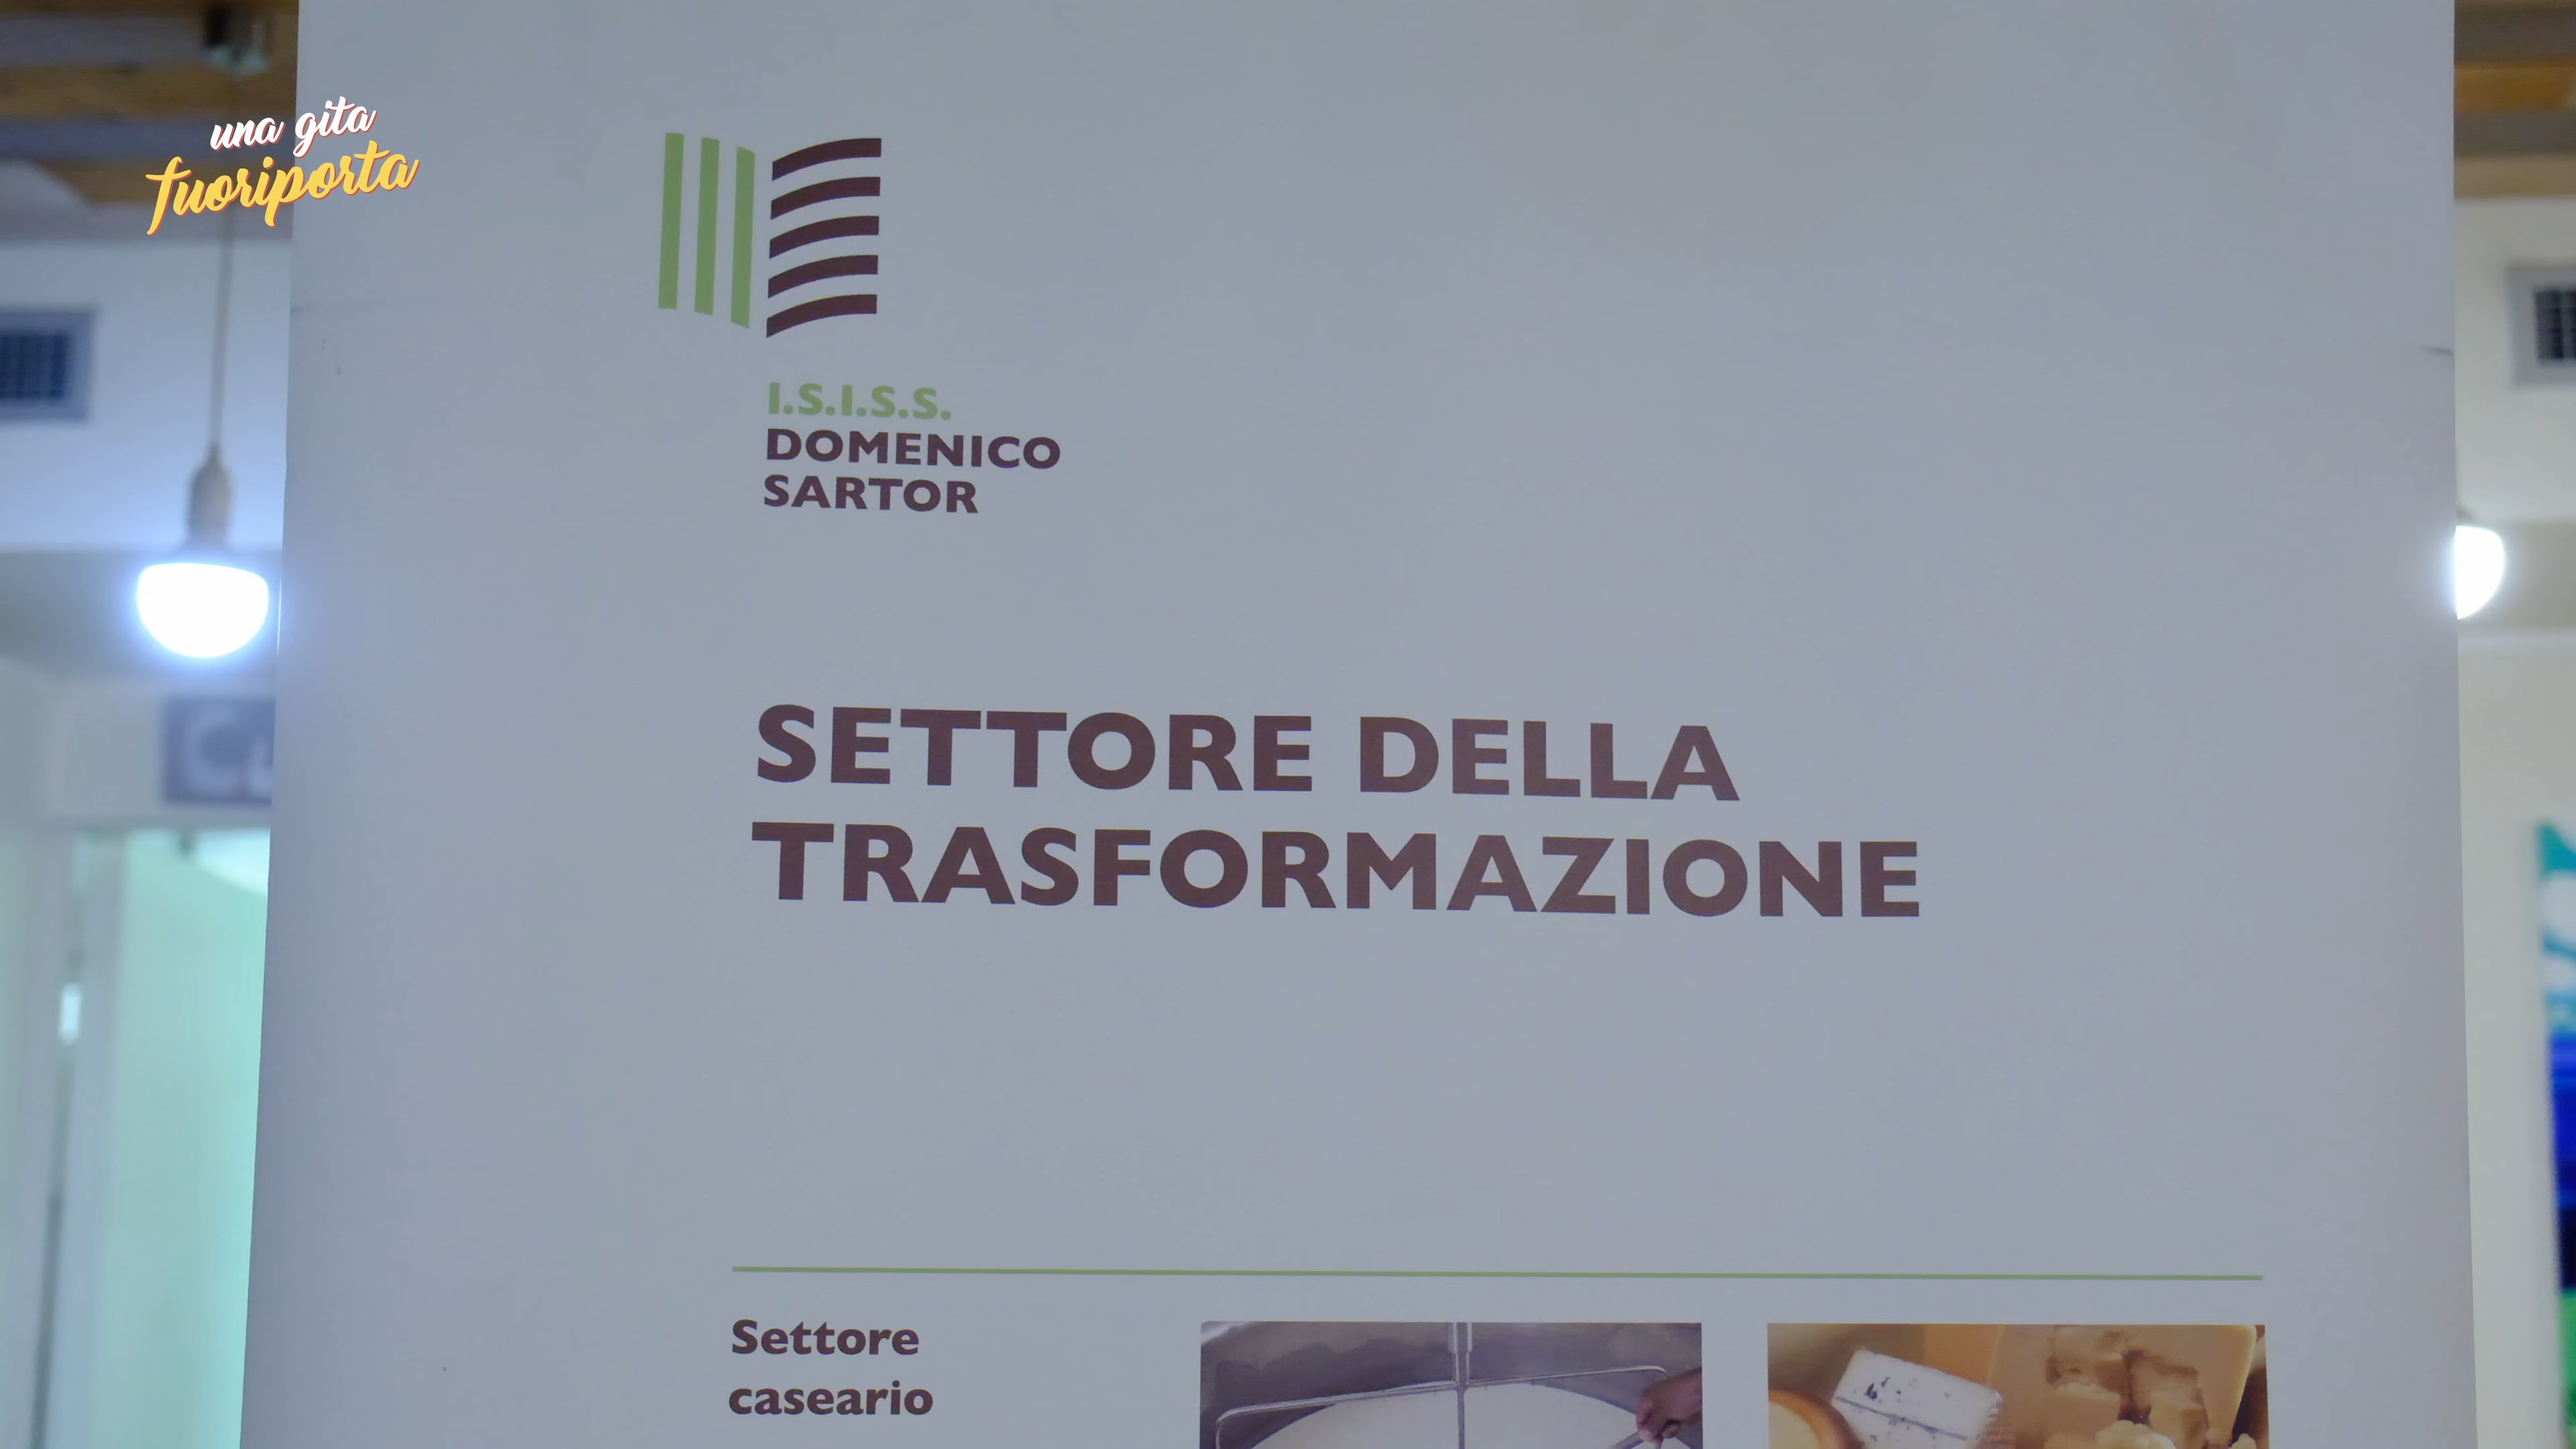 una gita
fuoriporta
I.S.I.S.S.
DOMENICO
SARTOR
SETTORE DELLA
TRASFORMAZIONE
Settore
caseario